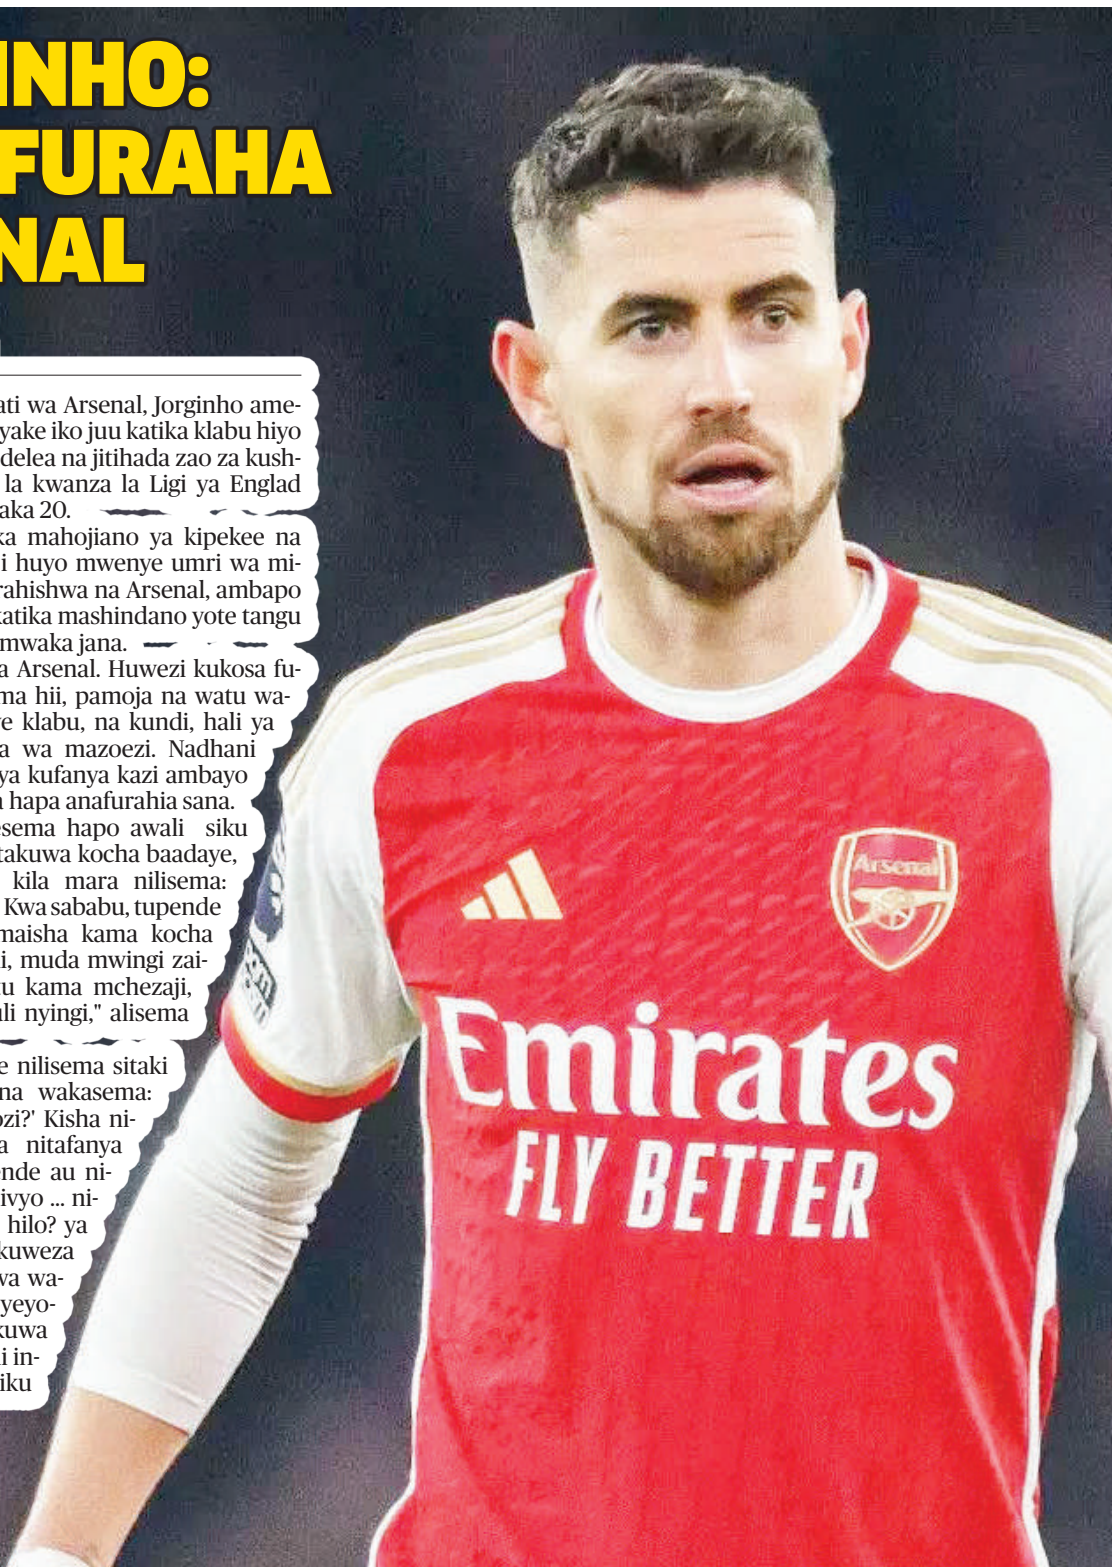 INHO:
FURAHA
NAL
ati wa Arsenal, Jorginho ame-
yake iko juu katika klabu hiyo
delea na jitihada zao za kush-
la kwanza la Ligi ya Englad
aka 20.
ka mahojiano ya kipekee na
i huyo mwenye umri wa mi-
rahishwa na Arsenal, ambapo
katika mashindano yote tangu
mwaka jana.
a Arsenal. Huwezi kukosa fu-
ma hii, pamoja na watu wa-
e klabu, na kundi, hali ya
a wa mazoezi. Nadhani
ya kufanya kazi ambayo
a hapa anafurahia sana.
esema hapo awali siku
takuwa kocha baadaye,
kila mara nilisema:
Kwa sababu, tupende
maisha kama kocha
i, muda mwingi zai-
u kama mchezaji,
ıli nyingi," alisema
e nilisema sitaki
na wakasema:
ozi?' Kisha ni-
a nitafanya
ende au ni-
ivyo ... ni-
hilo? ya
kuweza
wa wa-
yeyo-
kuwa
i in-
iku
Arsenal
Emirates
FLY BETTER